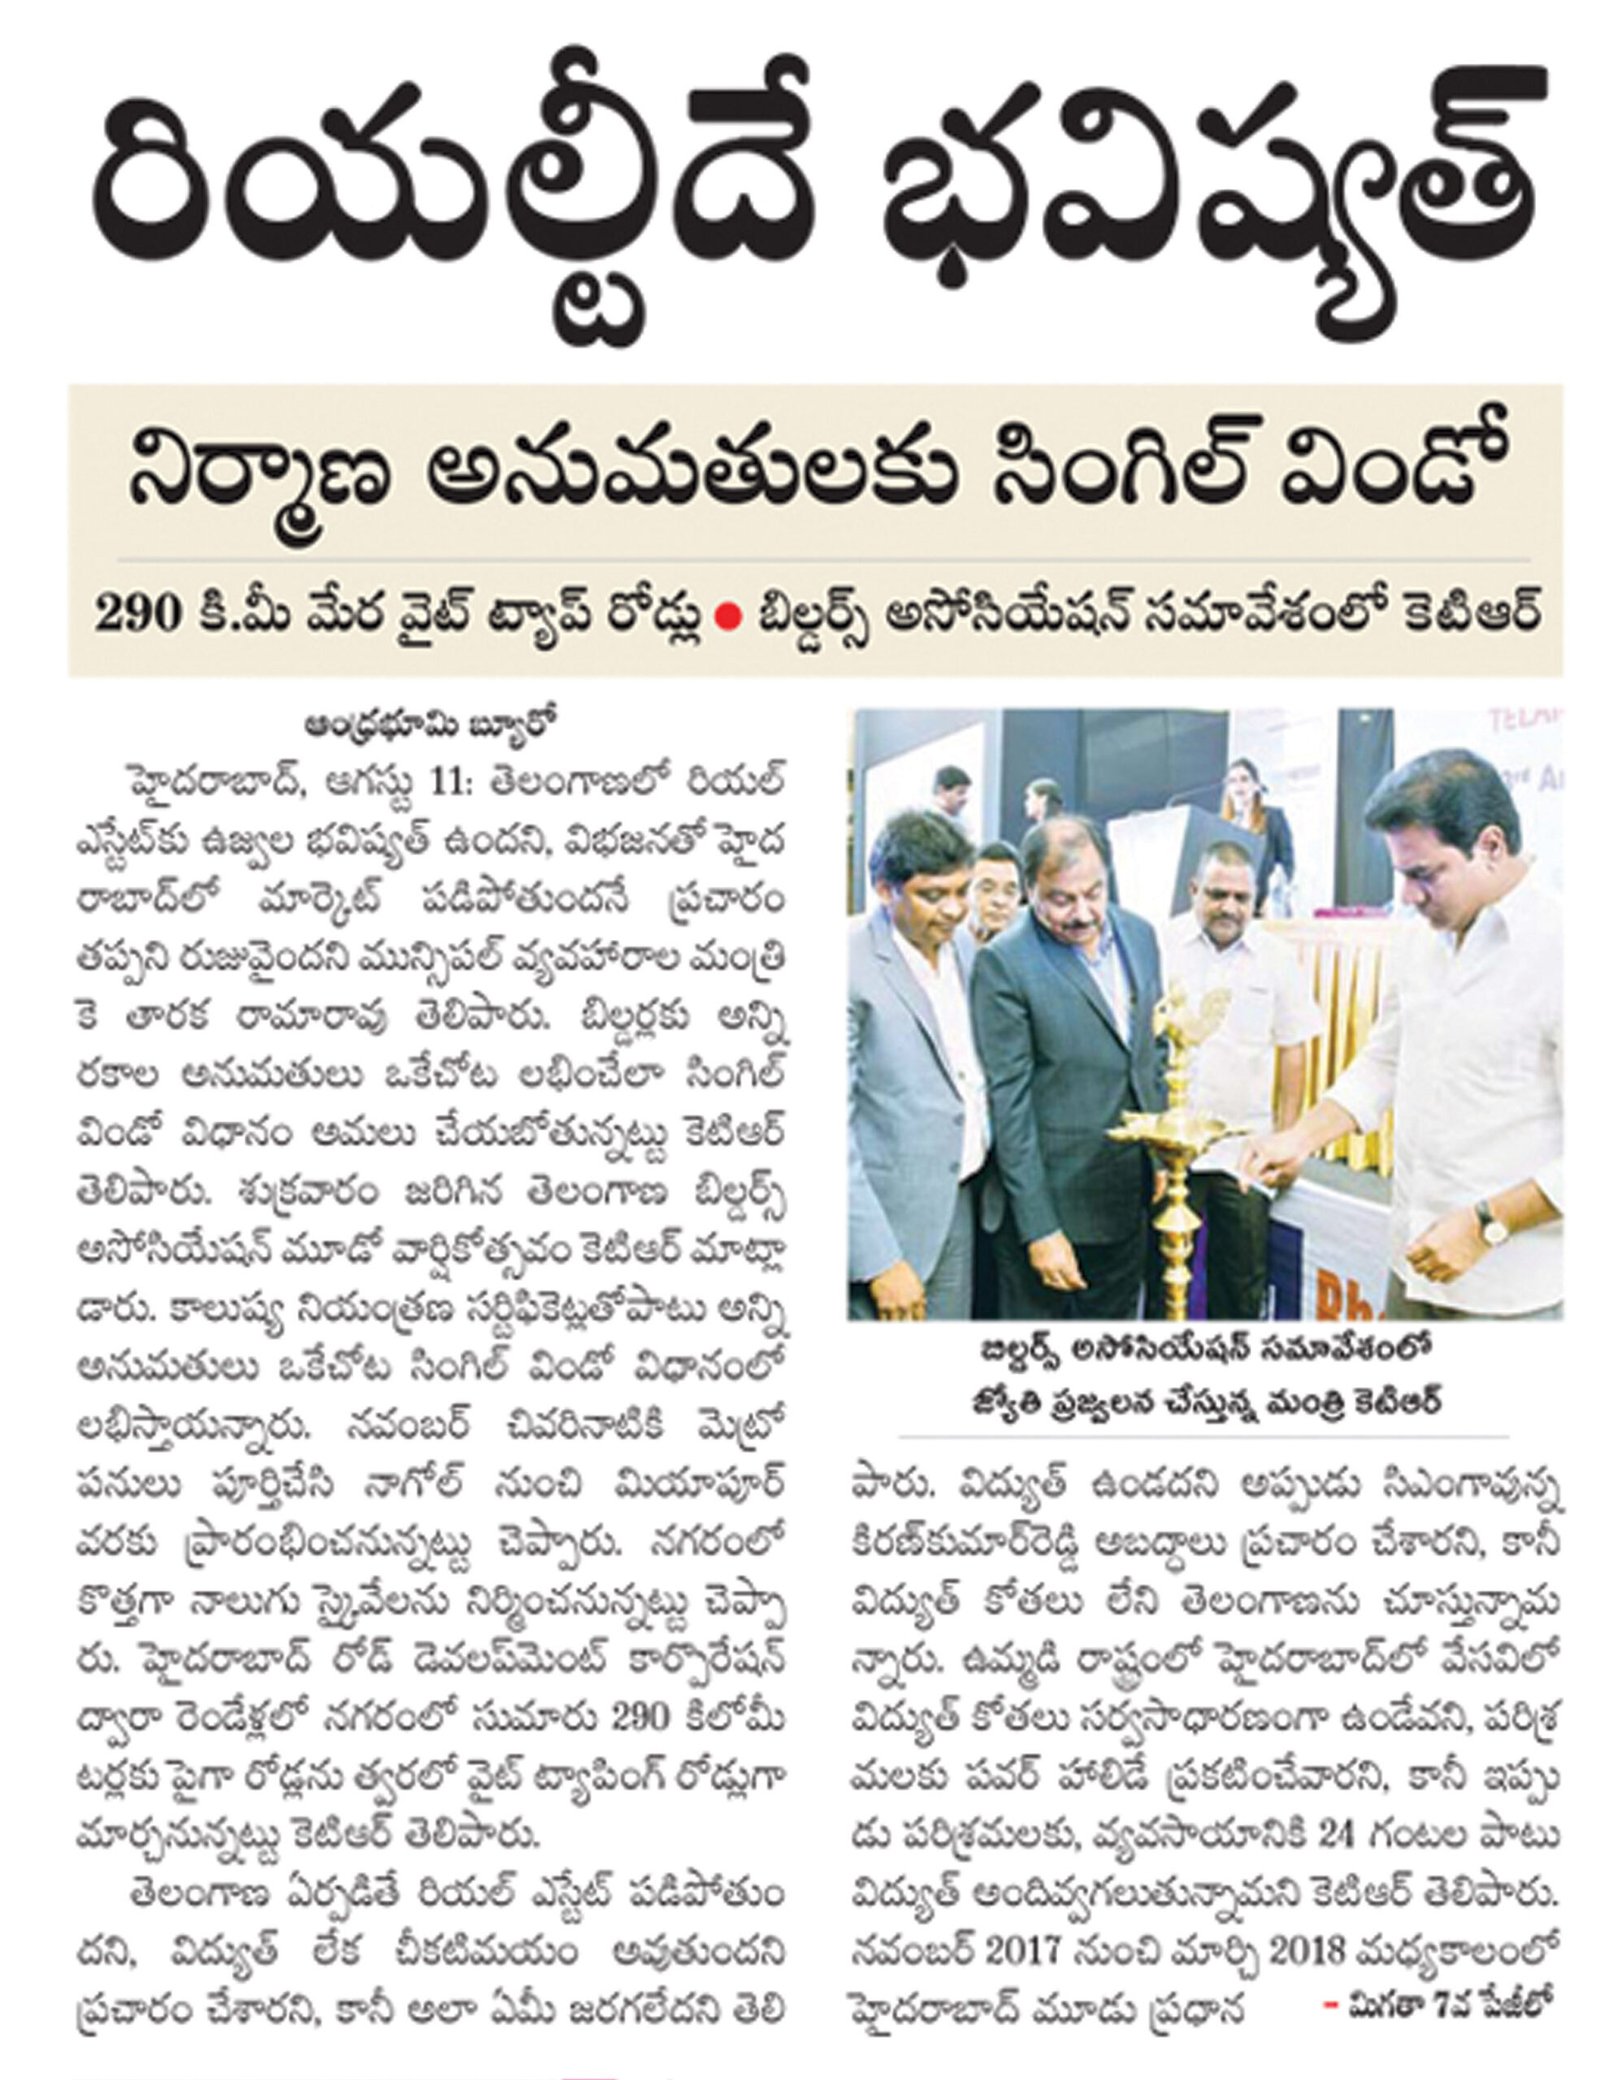 రియల్టీదే భవిష్యత్
నిర్మాణ అనుమతులకు సింగిల్ విండో
290 కి.మీ మేర వైట్ ట్యాప్ రోడ్లు ● బిల్డర్స్ అసోసియేషన్ సమావేశంలో కెటిఆర్
ఆంధ్రభూమి బ్యూరో
హైదరాబాద్, ఆగస్టు 11: తెలంగాణలో రియల్
ఎస్టేట్‌కు ఉజ్వల భవిష్యత్ ఉందని, విభజనతో హైద
రాబాద్‌లో మార్కెట్ పడిపోతుందనే ప్రచారం
తప్పని రుజువైందని మున్సిపల్ వ్యవహారాల మంత్రి
కె తారక రామారావు తెలిపారు. బిల్డర్లకు అన్ని
రకాల అనుమతులు ఒకేచోట లభించేలా సింగిల్
విండో విధానం అమలు చేయబోతున్నట్టు కెటిఆర్
తెలిపారు. శుక్రవారం జరిగిన తెలంగాణ బిల్డర్స్
అసోసియేషన్ మూడో వార్షికోత్సవం కెటిఆర్ మాట్లా
డారు. కాలుష్య నియంత్రణ సర్టిఫికెట్లతోపాటు అన్ని
అనుమతులు ఒకేచోట సింగిల్ విండో విధానంలో
లభిస్తాయన్నారు. నవంబర్ చివరినాటికి మెట్రో
పనులు పూర్తిచేసి నాగోల్ నుంచి మియాపూర్
వరకు ప్రారంభించనున్నట్టు చెప్పారు. నగరంలో
కొత్తగా నాలుగు స్కైవేలను నిర్మించనున్నట్టు చెప్పా
రు. హైదరాబాద్ రోడ్ డెవలప్‌మెంట్ కార్పొరేషన్
ద్వారా రెండేళ్లలో నగరంలో సుమారు 290 కిలోమీ
టర్లకు పైగా రోడ్లను త్వరలో వైట్ ట్యాపింగ్ రోడ్లుగా
మార్చనున్నట్టు కెటిఆర్ తెలిపారు.
తెలంగాణ ఏర్పడితే రియల్ ఎస్టేట్ పడిపోతుం
దని, విద్యుత్ లేక చీకటిమయం అవుతుందని
ప్రచారం చేశారని, కానీ అలా ఏమీ జరగలేదని తెలి
TELAN
3rd A
Bh
బిల్డర్స్ అసోసియేషన్ సమావేశంలో
జ్యోతి ప్రజ్వలన చేస్తున్న మంత్రి కెటిఆర్
పారు. విద్యుత్ ఉండదని అప్పుడు సిఎంగావున్న
కిరణ్‌కుమార్‌రెడ్డి అబద్ధాలు ప్రచారం చేశారని, కానీ
విద్యుత్ కోతలు లేని తెలంగాణను చూస్తున్నామ
న్నారు. ఉమ్మడి రాష్ట్రంలో హైదరాబాద్‌లో వేసవిలో
విద్యుత్ కోతలు సర్వసాధారణంగా ఉండేవని, పరిశ్ర
మలకు పవర్ హాలిడే ప్రకటించేవారని, కానీ ఇప్పు
డు పరిశ్రమలకు, వ్యవసాయానికి 24 గంటల పాటు
విద్యుత్ అందివ్వగలుతున్నామని కెటిఆర్ తెలిపారు.
నవంబర్ 2017 నుంచి మార్చి 2018 మధ్యకాలంలో
హైదరాబాద్ మూడు ప్రధాన - మిగతా 7వ పేజీలో